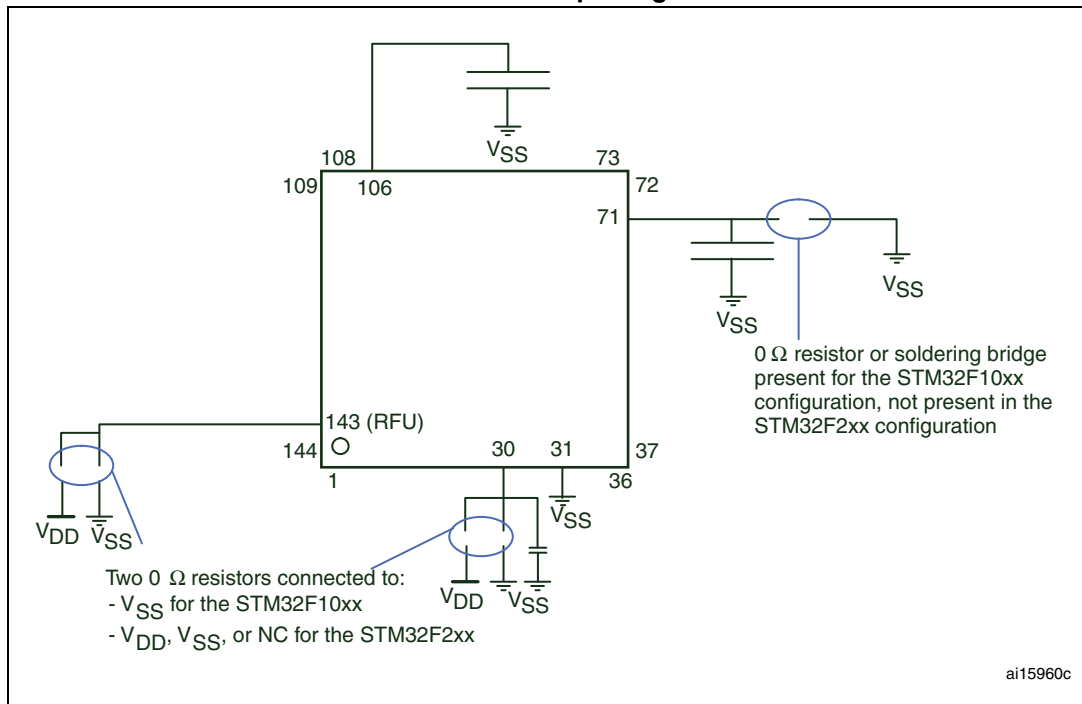 VSS
108
73
109
106
72
71
VSS
VSS
0 Ω resistor or soldering bridge
present for the STM32F10xx
configuration, not present in the
STM32F2xx configuration
143 (RFU)
144
30
31
37
1
36
VSS
VDD
VSS
Two 0 Ω resistors connected to:
- VSS for the STM32F10xx
- VDD, VSS, or NC for the STM32F2xx
VDD
VSS
ai15960c